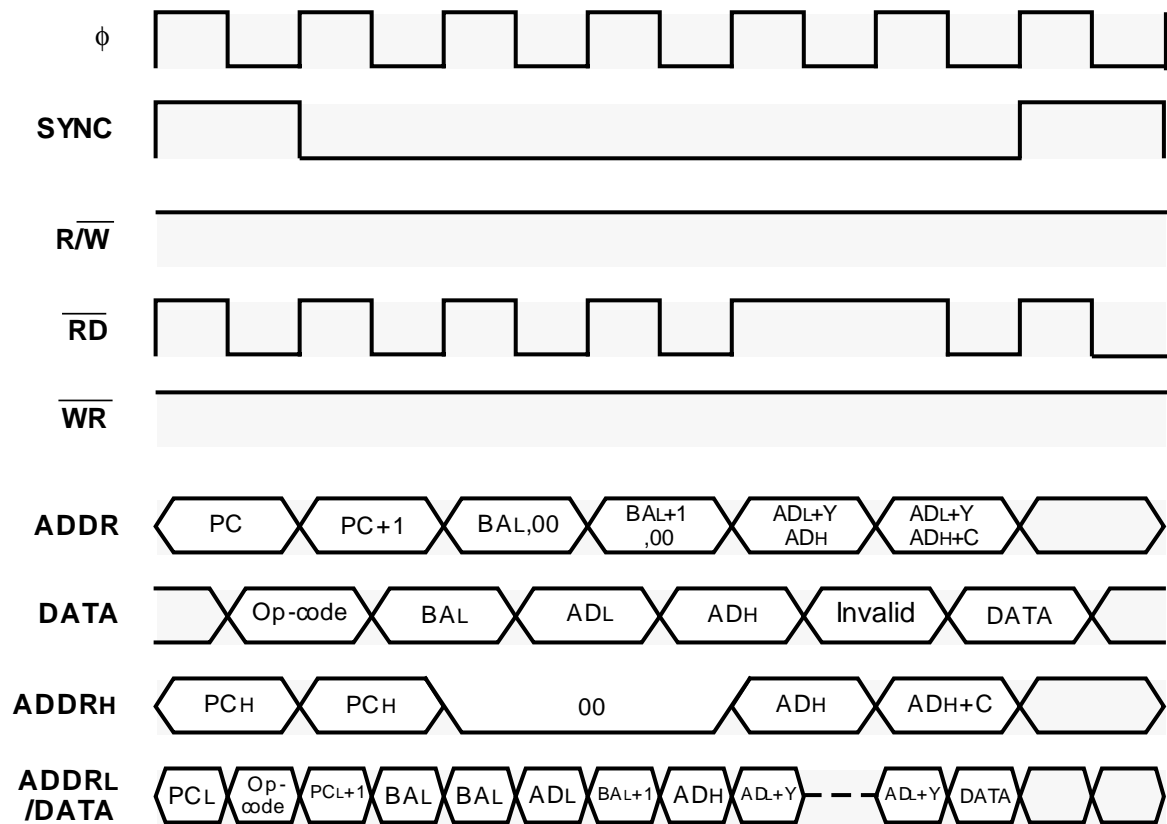 ϕ
SYNC
R/W
RD
WR
ADDR
PC
PC+1
BAL,00
BAL+1
,00
ADL+Y
ADH
ADL+Y
ADH+C
DATA
Op-code
BAL
ADL
ADH
Invalid
DATA
ADDRH
PCH
PCH
00
ADH
ADH+C
ADDRL
/DATA
PCL
Op-
code
PCL+1
BAL
BAL
ADL
BAL+1
ADH
ADL+Y
ADL+Y
DATA